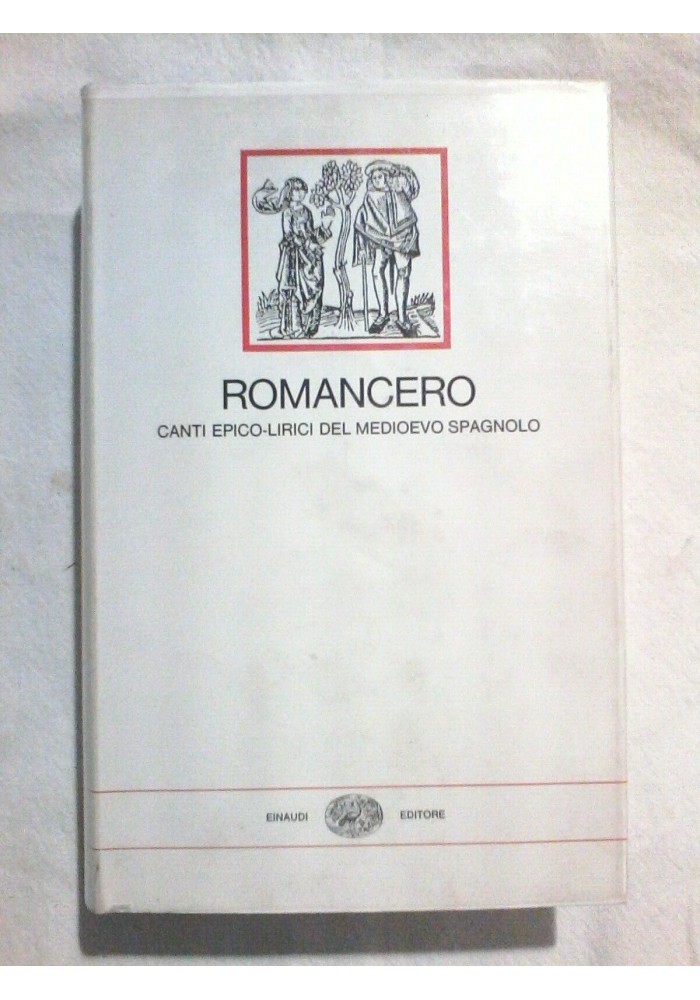 ROMANCERO
CANTI EPICO-LIRICI DEL MEDIOEVO SPAGNOLO
EINAUDI EDITORE